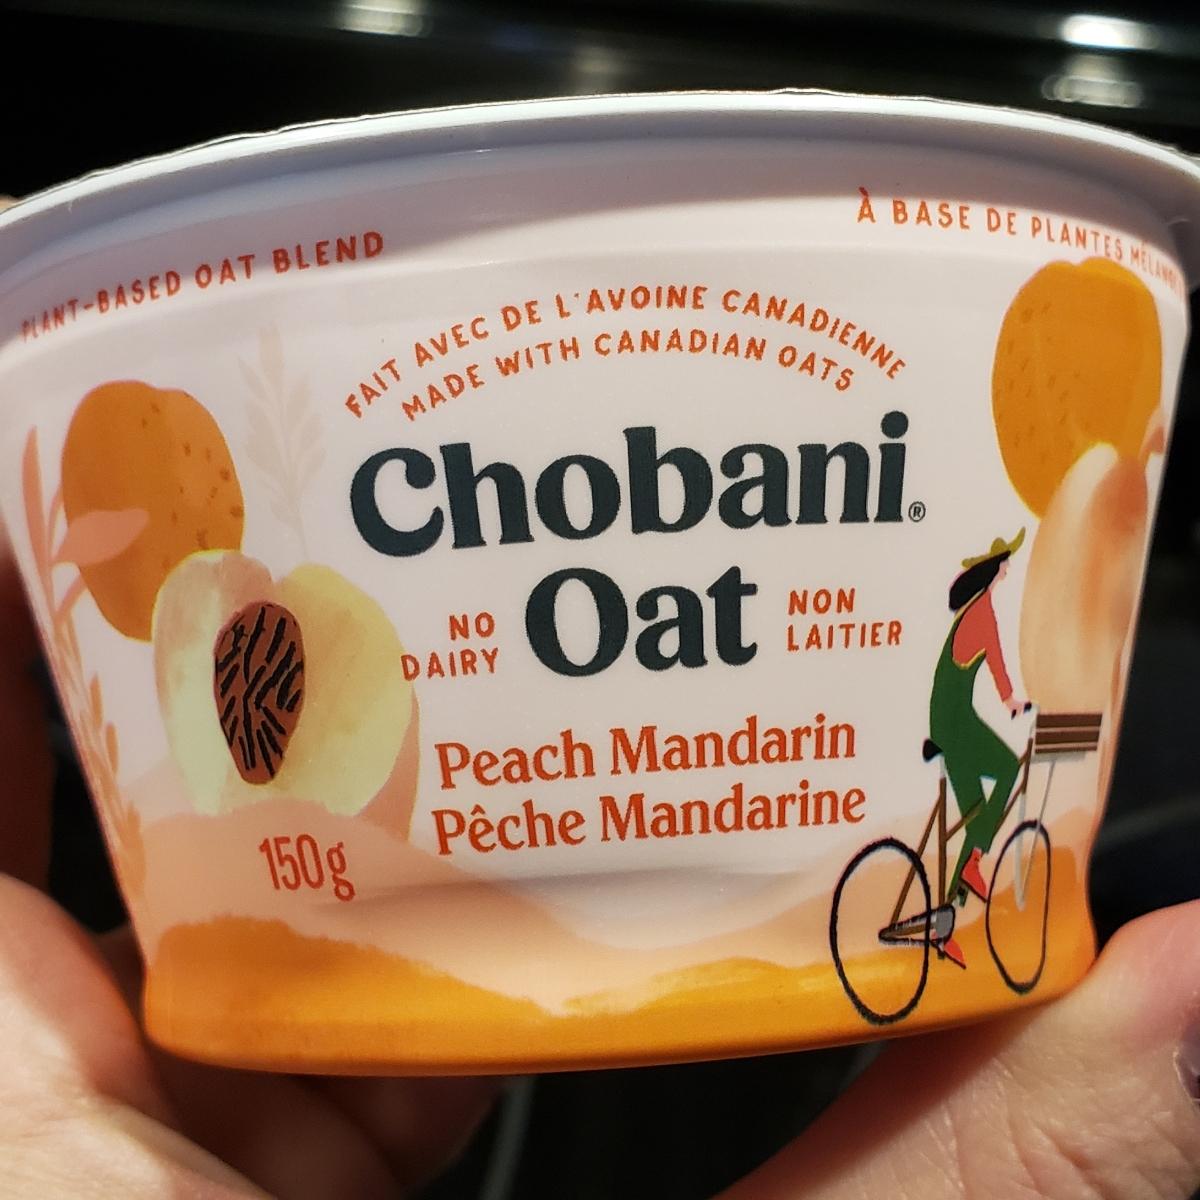 PLANT-BASED OAT BLEND
À BASE DE PLANTES
FAIT AVEC DE L'AVOINE CANADIENNE
MADE WITH CANADIAN OATS
Chobani®
Oat
NO
DAIRY
NON
LAITIER
Peach Mandarin
Pêche Mandarine
150g